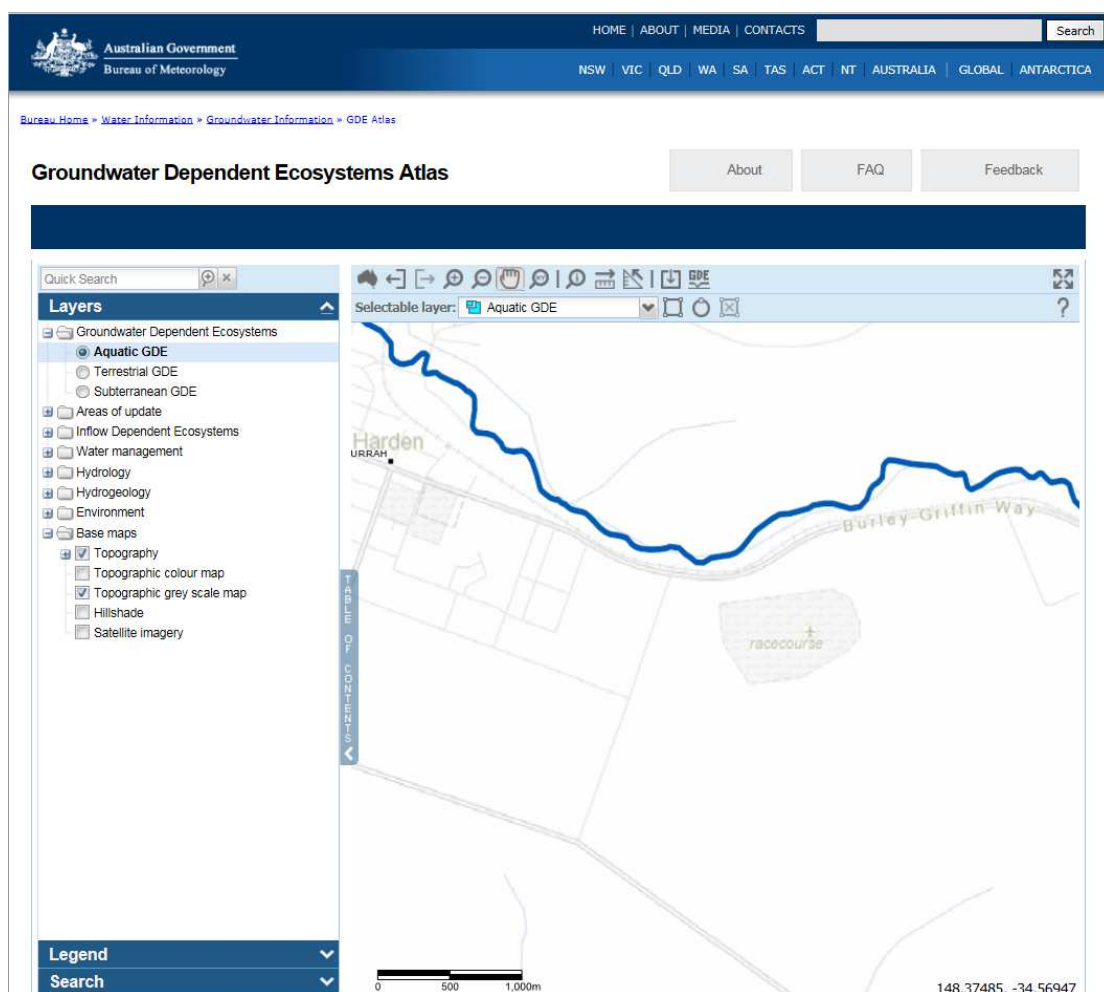 HOME | ABOUT | MEDIA | CONTACTS
Search
Australian Government
Bureau of Meteorology
NSW | VIC | QLD | WA | SA | TAS | ACT | NT | AUSTRALIA | GLOBAL | ANTARCTICA
Bureau Home » Water Information » Groundwater Information » GDE Atlas
Groundwater Dependent Ecosystems Atlas
About
FAQ
Feedback
Quick Search
GDE
Layers
Selectable layer: Aquatic GDE
?
Groundwater Dependent Ecosystems
Aquatic GDE
Terrestrial GDE
Subterranean GDE
Areas of update
Inflow Dependent Ecosystems
Water management
Hydrology
Hydrogeology
Environment
Base maps
Topography
Topographic colour map
Topographic grey scale map
Hillshade
Satellite imagery
TABLE OF CONTENTS
Harden
URRAH
Burley Griffin Way
racecourse
Legend
Search
0 500 1,000m
148.37485, -34.56947